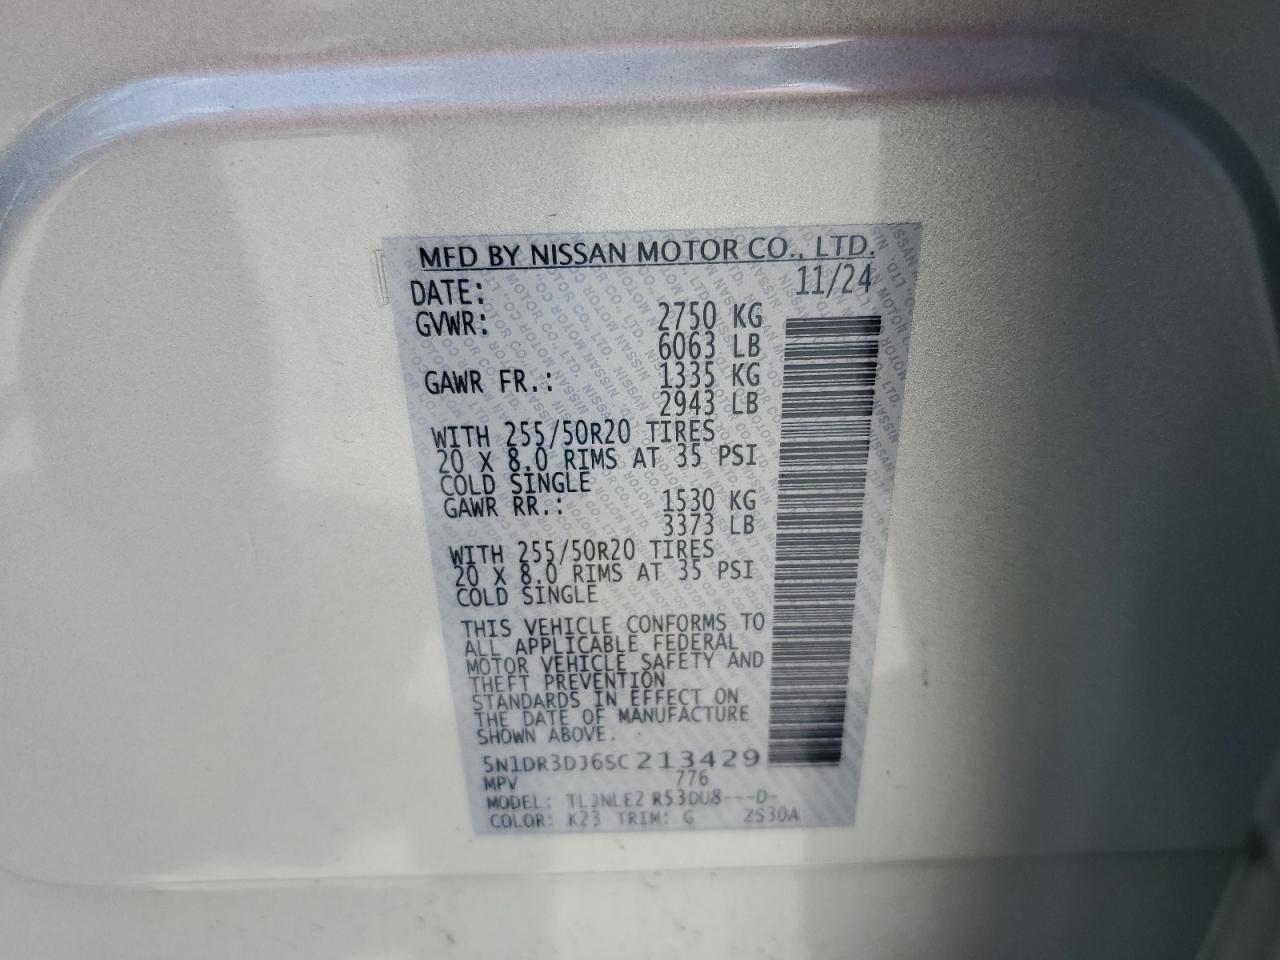 MFD BY NISSAN MOTOR CO., LTD.
DATE: 11/24
GVWR: 2750 KG
6063 LB
GAWR FR.: 1335 KG
2943 LB
WITH 255/50R20 TIRES
20 X 8.0 RIMS AT 35 PSI
COLD SINGLE
GAWR RR.: 1530 KG
3373 LB
WITH 255/50R20 TIRES
20 X 8.0 RIMS AT 35 PSI
COLD SINGLE
THIS VEHICLE CONFORMS TO
ALL APPLICABLE FEDERAL
MOTOR VEHICLE SAFETY AND
THEFT PREVENTION
STANDARDS IN EFFECT ON
THE DATE OF MANUFACTURE
SHOWN ABOVE.
5N1DR3DJ6SC213429
MPV 776
MODEL: TLJNLE2 R53DU8---D-
COLOR: K23 TRIM: G ZS30A